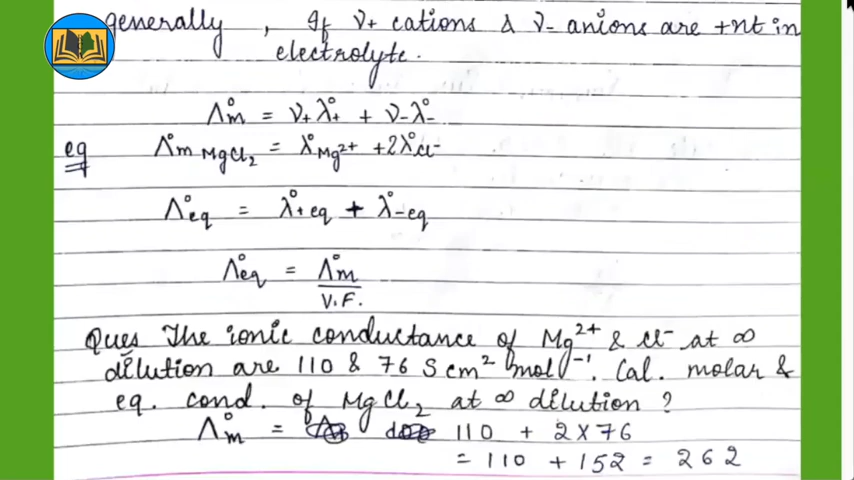 generally, If ν+ cations & ν- anions are +nt in
electrolyte.
Λ°m = ν+ λ°+ + ν- λ°-
eg Λ°m MgCl2 = λ°Mg2+ + 2λ°Cl-
Λ°eq = λ°+eq + λ°-eq
Λ°eq = Λ°m
V.F.
Ques The ionic conductance of Mg2+ & Cl- at ∞
dilution are 110 & 76 S cm2 mol-1. Cal. molar &
eq. cond. of MgCl2 at ∞ dilution ?
Λ°m = 110 + 2 X 76
= 110 + 152 = 262